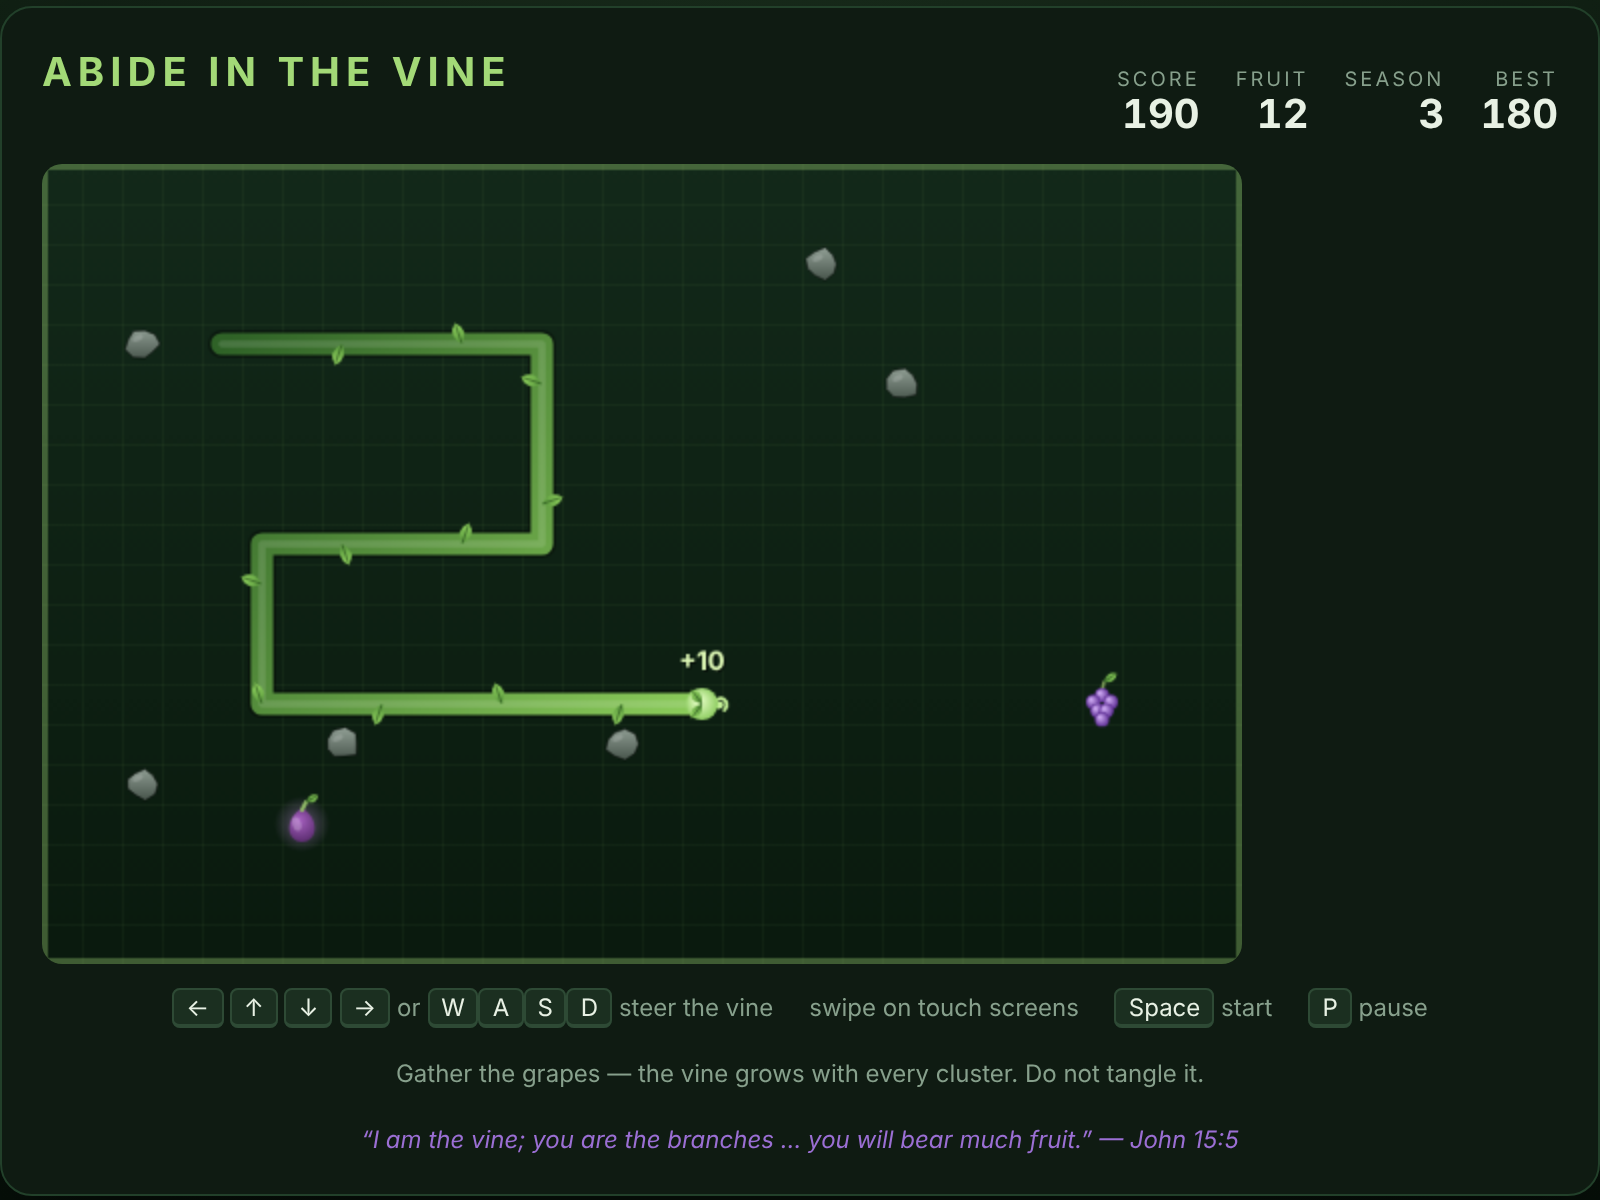 ABIDE IN THE VINE
SCORE FRUIT SEASON BEST
190 12 3 180
+10
← ↑ ↓ → or W A S D steer the vine swipe on touch screens Space start P pause
Gather the grapes — the vine grows with every cluster. Do not tangle it.
“I am the vine; you are the branches … you will bear much fruit.” — John 15:5